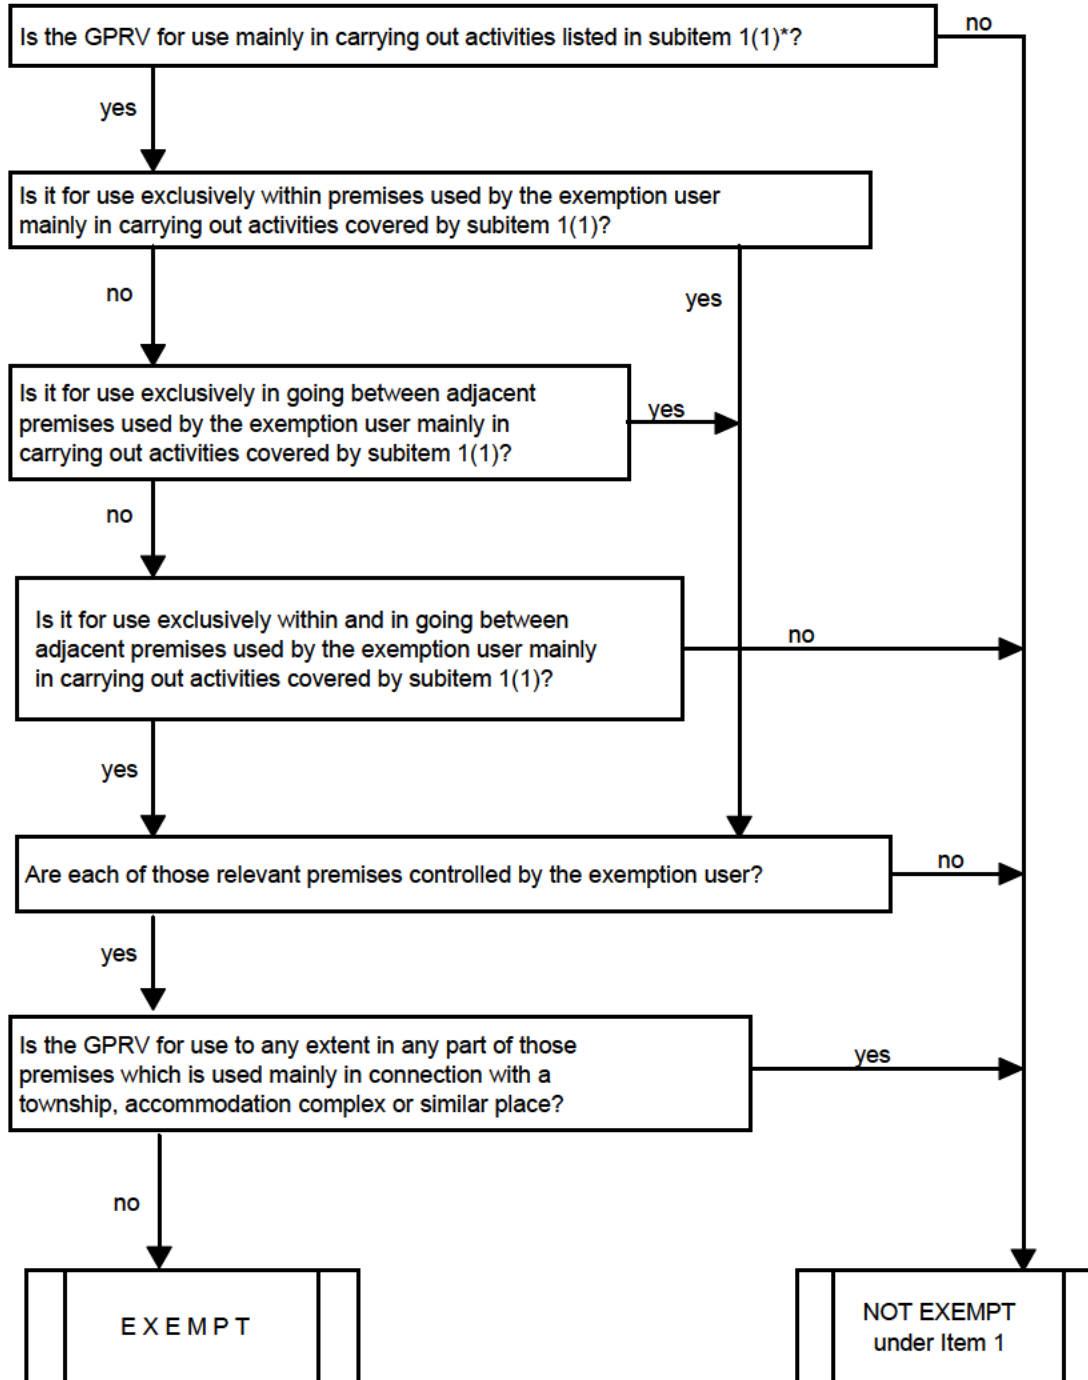 Is the GPRV for use mainly in carrying out activities listed in subitem 1(1)*?
no
yes
Is it for use exclusively within premises used by the exemption user
mainly in carrying out activities covered by subitem 1(1)?
no
yes
Is it for use exclusively in going between adjacent
premises used by the exemption user mainly in
carrying out activities covered by subitem 1(1)?
yes
no
Is it for use exclusively within and in going between
adjacent premises used by the exemption user mainly
in carrying out activities covered by subitem 1(1)?
no
yes
Are each of those relevant premises controlled by the exemption user?
no
yes
Is the GPRV for use to any extent in any part of those
premises which is used mainly in connection with a
township, accommodation complex or similar place?
yes
no
E X E M P T
NOT EXEMPT
under Item 1